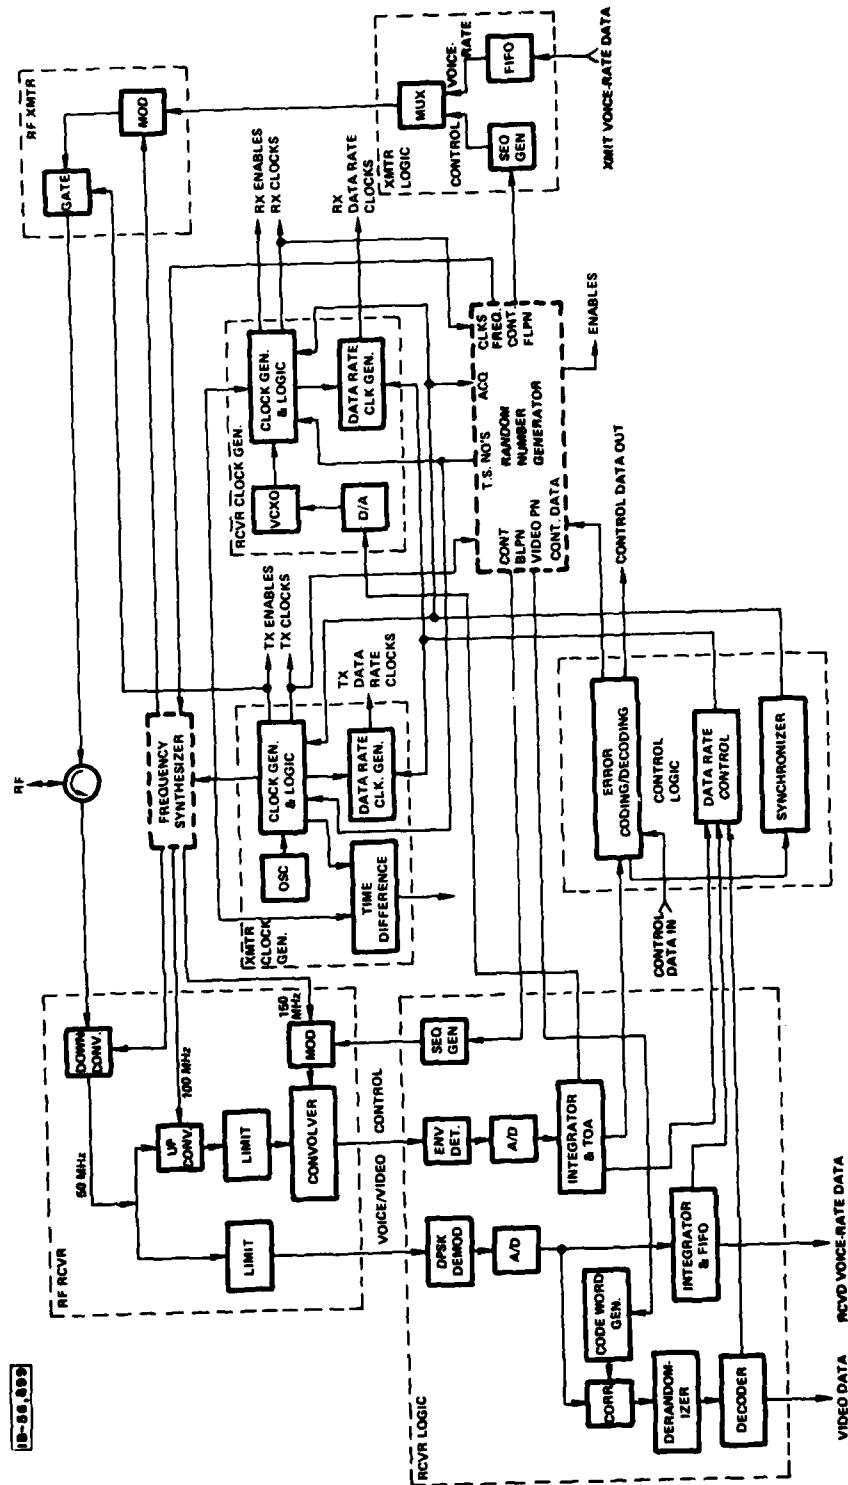 IB-56,899
RF RCVR
DOWN
CONV.
50 MHz
UP
CONV.
100 MHz
LIMIT
LIMIT
CONVOLVER
MOD
150
MHz
VOICE/VIDEO
CONTROL
RF
FREQUENCY
SYNTHESIZER
RF XMTR
GATE
MOD
XMTR
CLOCK
GEN.
OSC
CLOCK GEN.
& LOGIC
DATA RATE
CLK. GEN.
TIME
DIFFERENCE
TX ENABLES
TX CLOCKS
TX
DATA
RATE
CLOCKS
RCVR CLOCK GEN.
VCXO
D/A
CLOCK GEN.
& LOGIC
DATA RATE
CLK GEN.
RX ENABLES
RX CLOCKS
RX
DATA RATE
CLOCKS
XMTR
LOGIC
MUX
CONTROL
VOICE-
RATE
SEQ
GEN
FIFO
XMIT VOICE-RATE DATA
RCVR LOGIC
DPSK
DEMOD
A/D
ENV
DET.
A/D
SEQ
GEN
INTEGRATOR
& TOA
CODE WORD
GEN.
CORR
DERANDOM-
IZER
DECODER
INTEGRATOR
& FIFO
VIDEO DATA
RCVD VOICE-RATE DATA
CONTROL
DATA IN
ERROR
CODING/DECODING
CONTROL
LOGIC
DATA RATE
CONTROL
SYNCHRONIZER
CONTROL DATA OUT
CONT
BLPN
VIDEO PN
CONT. DATA
T.S. NO'S
RANDOM
NUMBER
GENERATOR
ACQ
CLKS
FREQ.
CONT.
FLPN
ENABLES